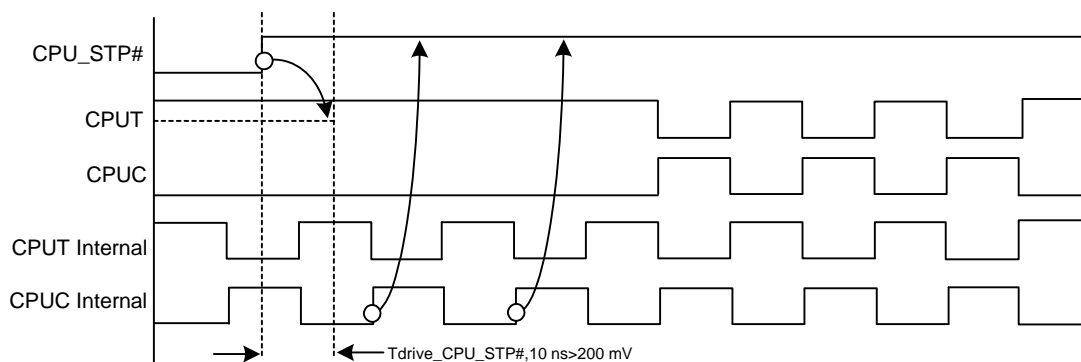 CPU_STP#
CPUT
CPUC
CPUT Internal
CPUC Internal
Tdrive_CPU_STP#,10 ns>200 mV